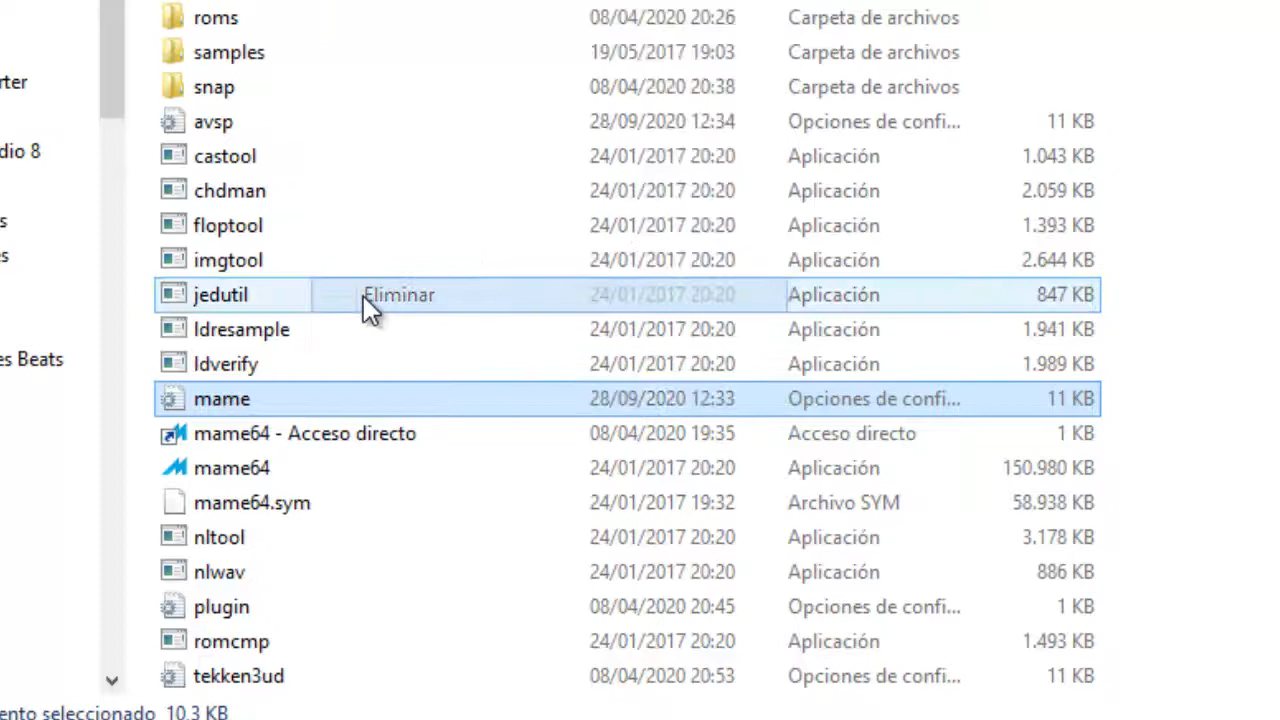 roms 08/04/2020 20:26 Carpeta de archivos
samples 19/05/2017 19:03 Carpeta de archivos
rter
snap 08/04/2020 20:38 Carpeta de archivos
avsp 28/09/2020 12:34 Opciones de confi... 11 KB
dio 8
castool 24/01/2017 20:20 Aplicación 1.043 KB
chdman 24/01/2017 20:20 Aplicación 2.059 KB
s
floptool 24/01/2017 20:20 Aplicación 1.393 KB
es
imgtool 24/01/2017 20:20 Aplicación 2.644 KB
jedutil Eliminar 24/01/2017 20:20 Aplicación 847 KB
ldresample 24/01/2017 20:20 Aplicación 1.941 KB
es Beats
ldverify 24/01/2017 20:20 Aplicación 1.989 KB
mame 28/09/2020 12:33 Opciones de confi... 11 KB
mame64 - Acceso directo 08/04/2020 19:35 Acceso directo 1 KB
mame64 24/01/2017 20:20 Aplicación 150.980 KB
mame64.sym 24/01/2017 19:32 Archivo SYM 58.938 KB
nltool 24/01/2017 20:20 Aplicación 3.178 KB
nlwav 24/01/2017 20:20 Aplicación 886 KB
plugin 08/04/2020 20:45 Opciones de confi... 1 KB
romcmp 24/01/2017 20:20 Aplicación 1.493 KB
tekken3ud 08/04/2020 20:53 Opciones de confi... 11 KB
ento seleccionado 10,3 KB